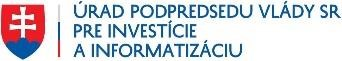 ÚRAD PODPREDSEDU VLÁDY SR
PRE INVESTÍCIE
A INFORMATIZÁCIU